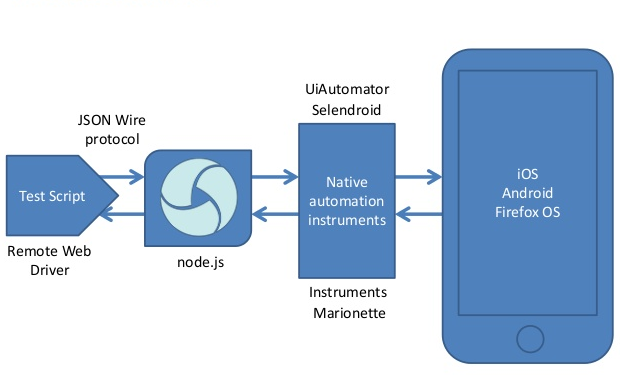 JSON Wire
protocol
Test Script
Remote Web
Driver
node.js
UiAutomator
Selendroid
Native
automation
instruments
Instruments
Marionette
iOS
Android
Firefox OS